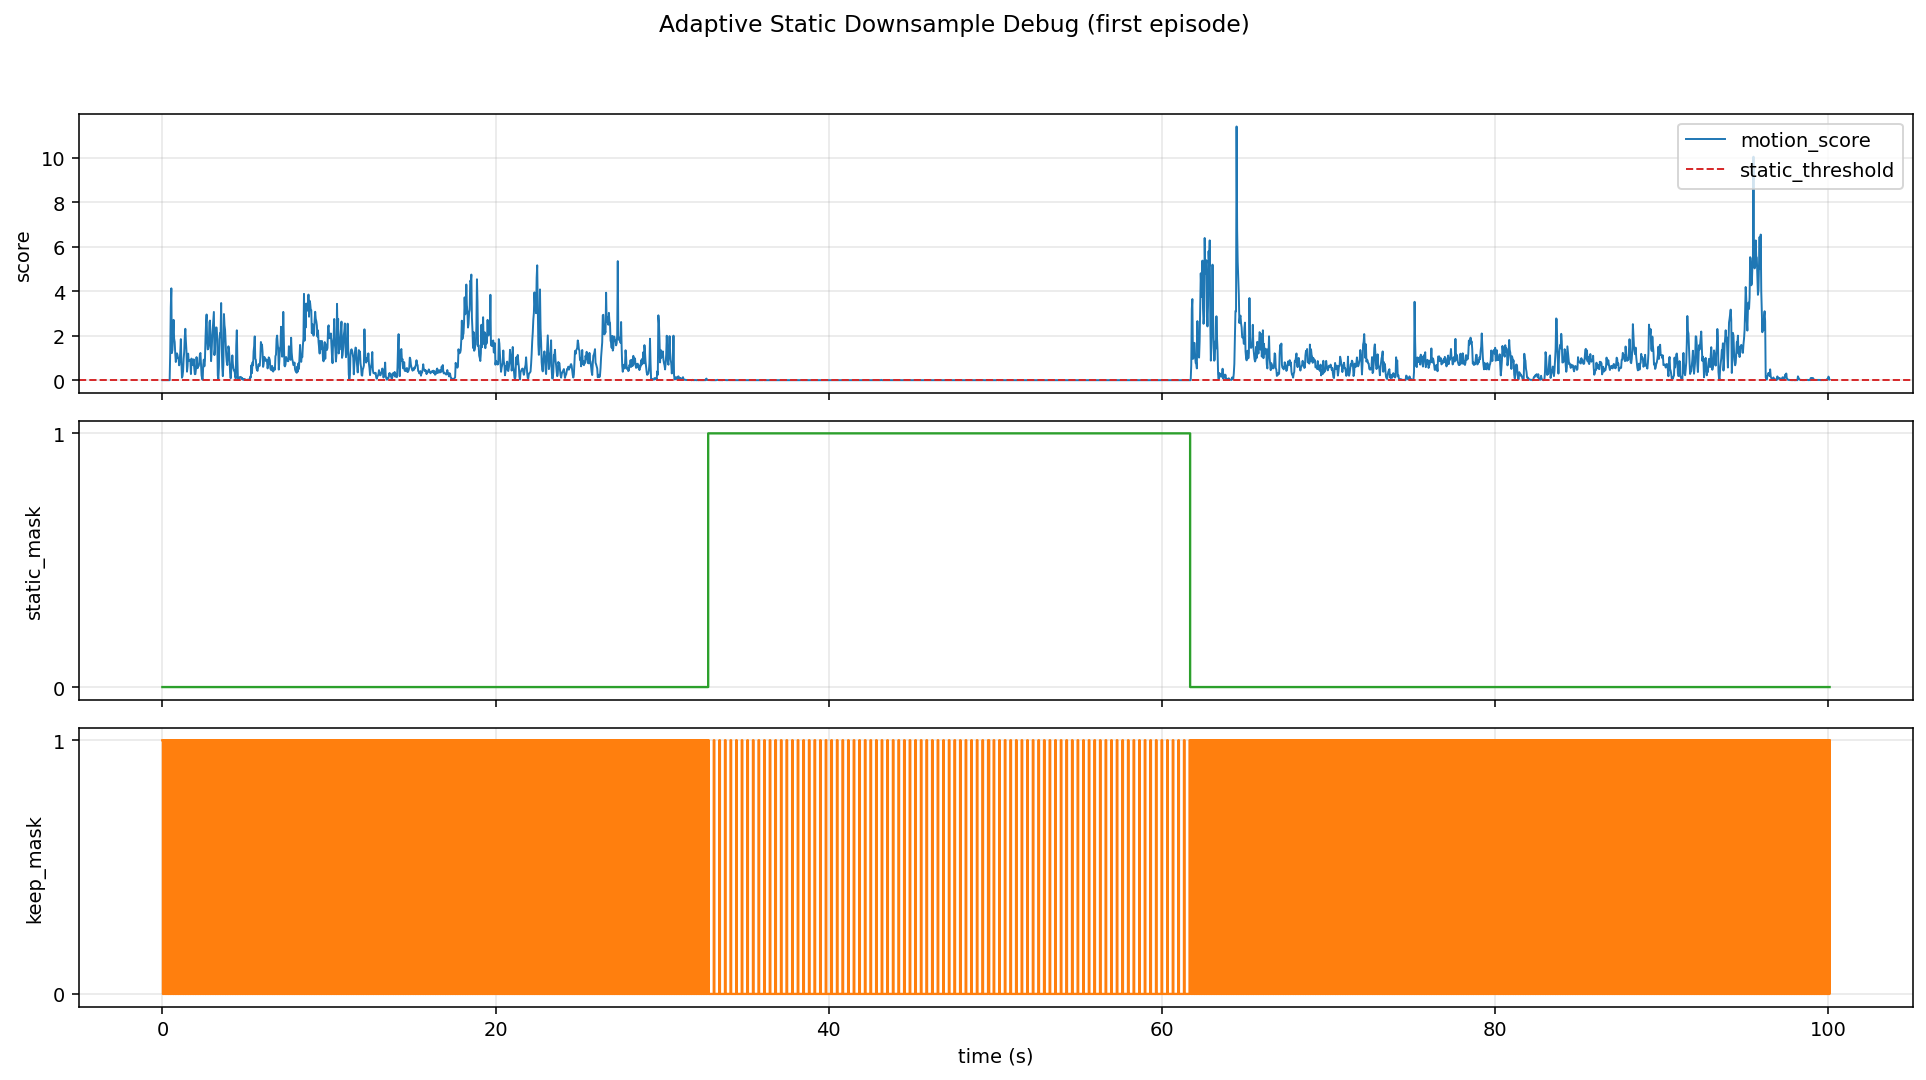 Adaptive Static Downsample Debug (first episode)
motion_score
static_threshold
score
10
8
6
4
2
0
static_mask
1
0
keep_mask
1
0
0
20
40
60
80
100
time (s)